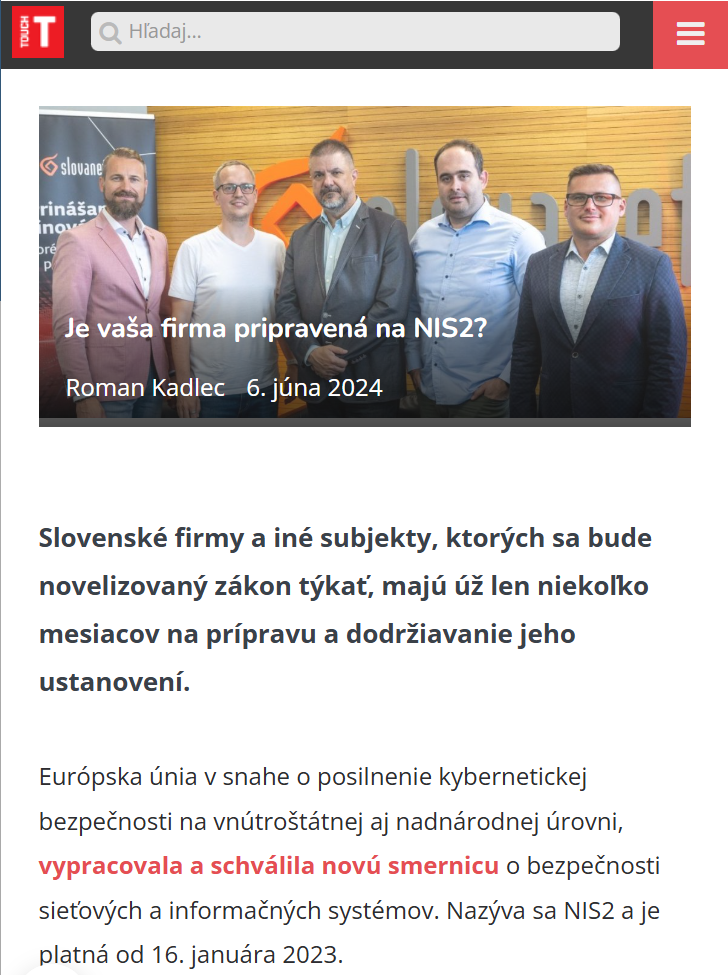 TOUCH
T
Hľadaj...
slovanet
Je vaša firma pripravená na NIS2?
Roman Kadlec 6. júna 2024
Slovenské firmy a iné subjekty, ktorých sa bude
novelizovaný zákon týkať, majú úž len niekoľko
mesiacov na prípravu a dodržiavanie jeho
ustanovení.
Európska únia v snahe o posilnenie kybernetickej
bezpečnosti na vnútroštátnej aj nadnárodnej úrovni,
vypracovala a schválila novú smernicu o bezpečnosti
sieťových a informačných systémov. Nazýva sa NIS2 a je
platná od 16. januára 2023.